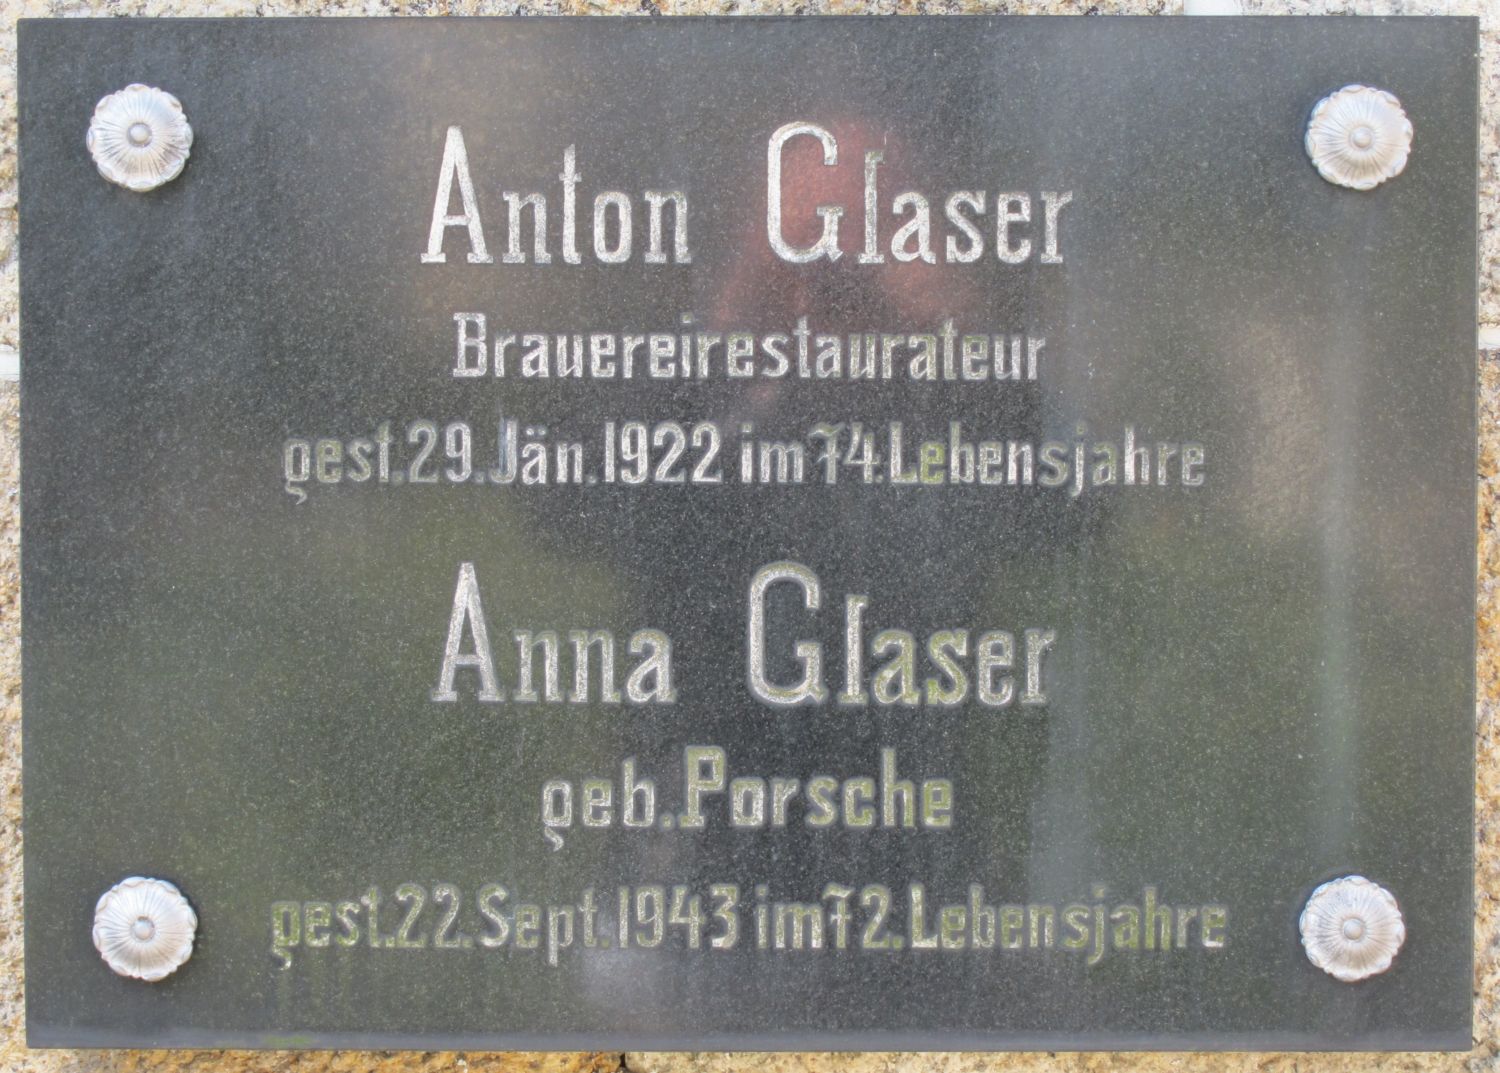 Anton Glaser
Brauereirestaurateur
gest. 29. Jän. 1922 im 74. Lebensjahre
Anna Glaser
geb. Porsche
gest. 22. Sept. 1943 im 72. Lebensjahre